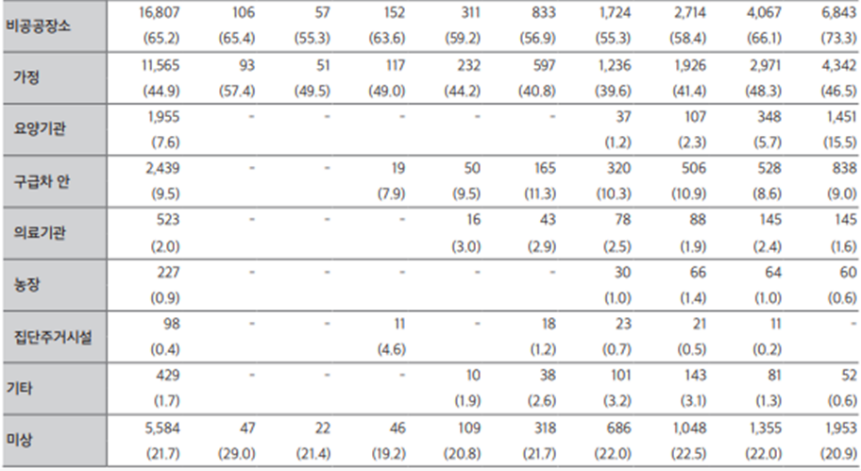 비공공장소 16,807 106 57 152 311 833 1,724 2,714 4,067 6,843
(65.2) (65.4) (55.3) (63.6) (59.2) (56.9) (55.3) (58.4) (66.1) (73.3)
가정 11,565 93 51 117 232 597 1,236 1,926 2,971 4,342
(44.9) (57.4) (49.5) (49.0) (44.2) (40.8) (39.6) (41.4) (48.3) (46.5)
요양기관 1,955 - - - - - 37 107 348 1,451
(7.6) (1.2) (2.3) (5.7) (15.5)
구급차 안 2,439 - - 19 50 165 320 506 528 838
(9.5) (7.9) (9.5) (11.3) (10.3) (10.9) (8.6) (9.0)
의료기관 523 - - - 16 43 78 88 145 145
(2.0) (3.0) (2.9) (2.5) (1.9) (2.4) (1.6)
농장 227 - - - - - 30 66 64 60
(0.9) (1.0) (1.4) (1.0) (0.6)
집단주거시설 98 - - 11 - 18 23 21 11 -
(0.4) (4.6) (1.2) (0.7) (0.5) (0.2)
기타 429 - - - 10 38 101 143 81 52
(1.7) (1.9) (2.6) (3.2) (3.1) (1.3) (0.6)
미상 5,584 47 22 46 109 318 686 1,048 1,355 1,953
(21.7) (29.0) (21.4) (19.2) (20.8) (21.7) (22.0) (22.5) (22.0) (20.9)